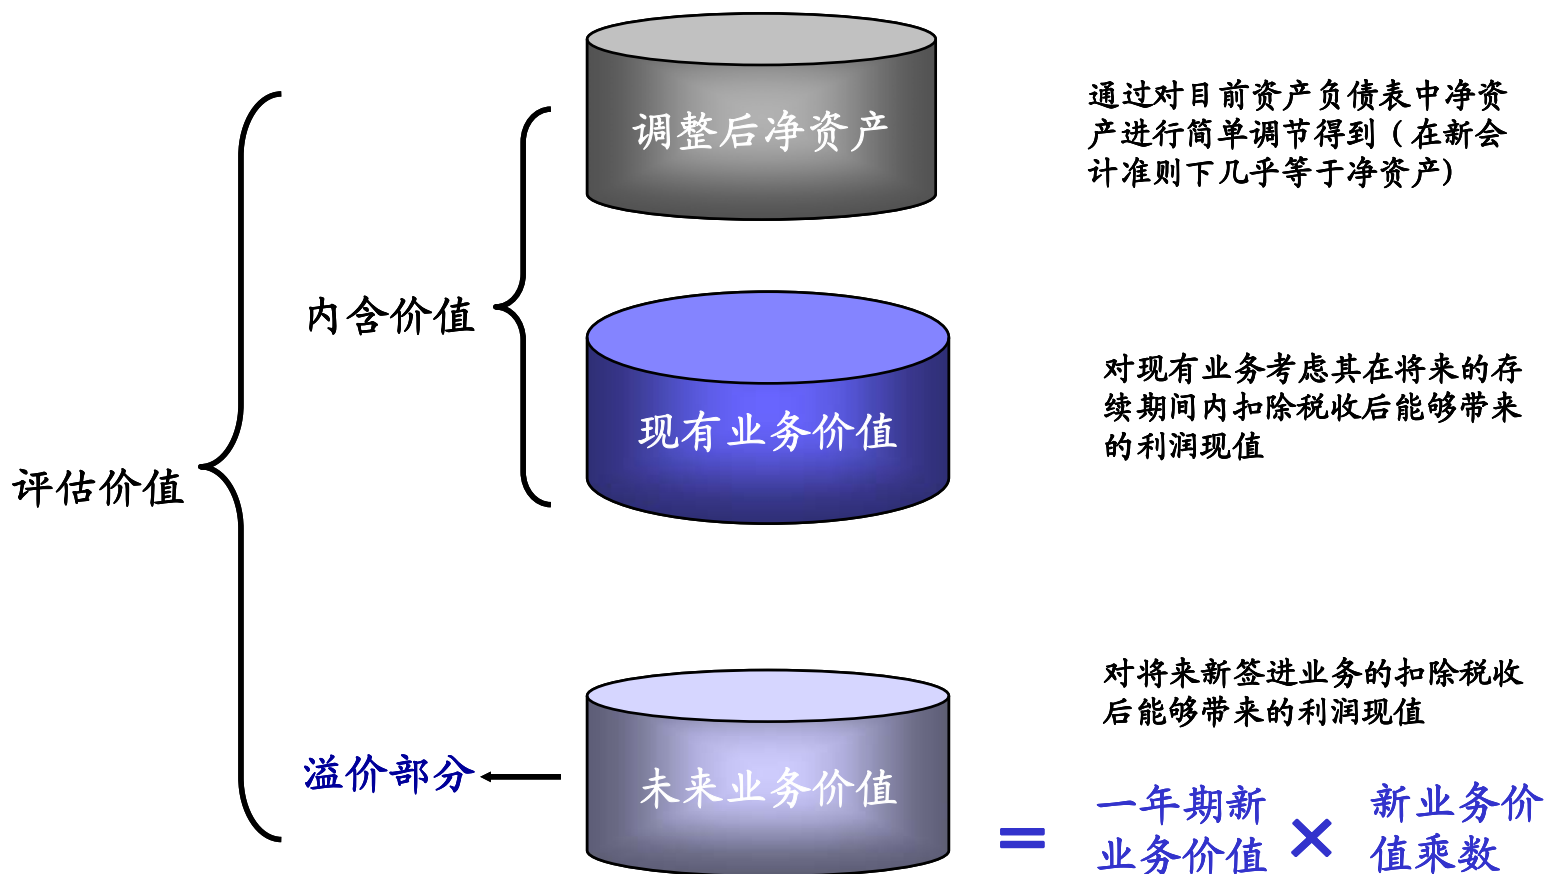 调整后净资产
通过对目前资产负债表中净资
产进行简单调节得到（在新会
计准则下几乎等于净资产)
内含价值
现有业务价值
对现有业务考虑其在将来的存
续期间内扣除税收后能够带来
的利润现值
评估价值
对将来新签进业务的扣除税收
后能够带来的利润现值
溢价部分
未来业务价值
=
一年期新
业务价值
×
新业务价
值乘数